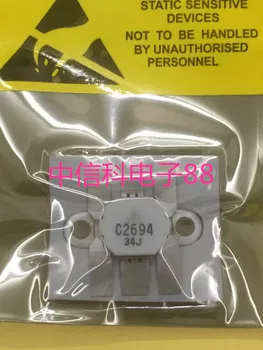 STATIC SENSITIVE
DEVICES
NOT TO BE HANDLED
BY UNAUTHORISED
PERSONNEL
中信科电子88
C2694
34J